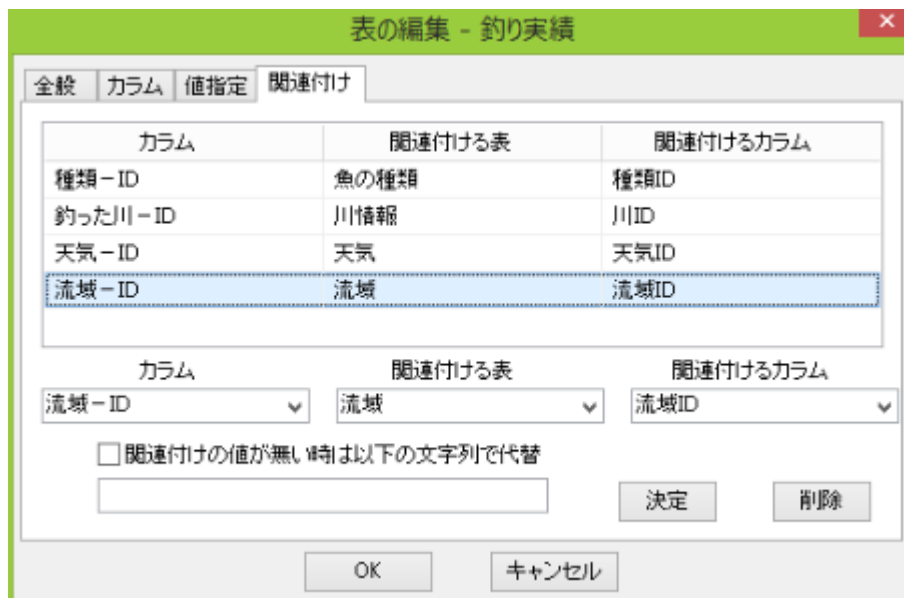 表の編集 - 釣り実績
全般 カラム 値指定 関連付け
カラム 関連付ける表 関連付けるカラム
種類－ID 魚の種類 種類ID
釣った川－ID 川情報 川ID
天気－ID 天気 天気ID
流域－ID 流域 流域ID
カラム 関連付ける表 関連付けるカラム
流域－ID 流域 流域ID
関連付けの値が無い時は以下の文字列で代替
決定 削除
OK キャンセル